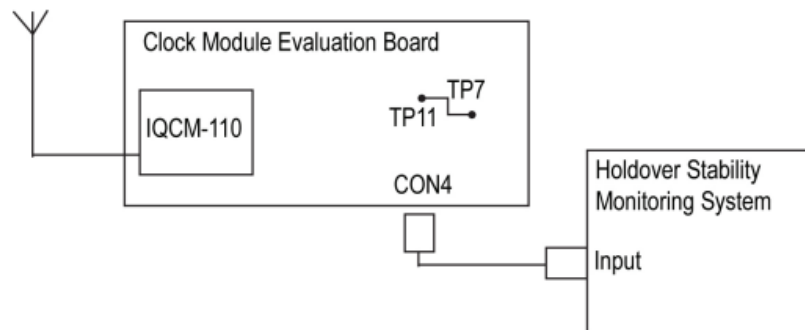 Clock Module Evaluation Board
IQCM-110
TP7
TP11
CON4
Holdover Stability
Monitoring System
Input